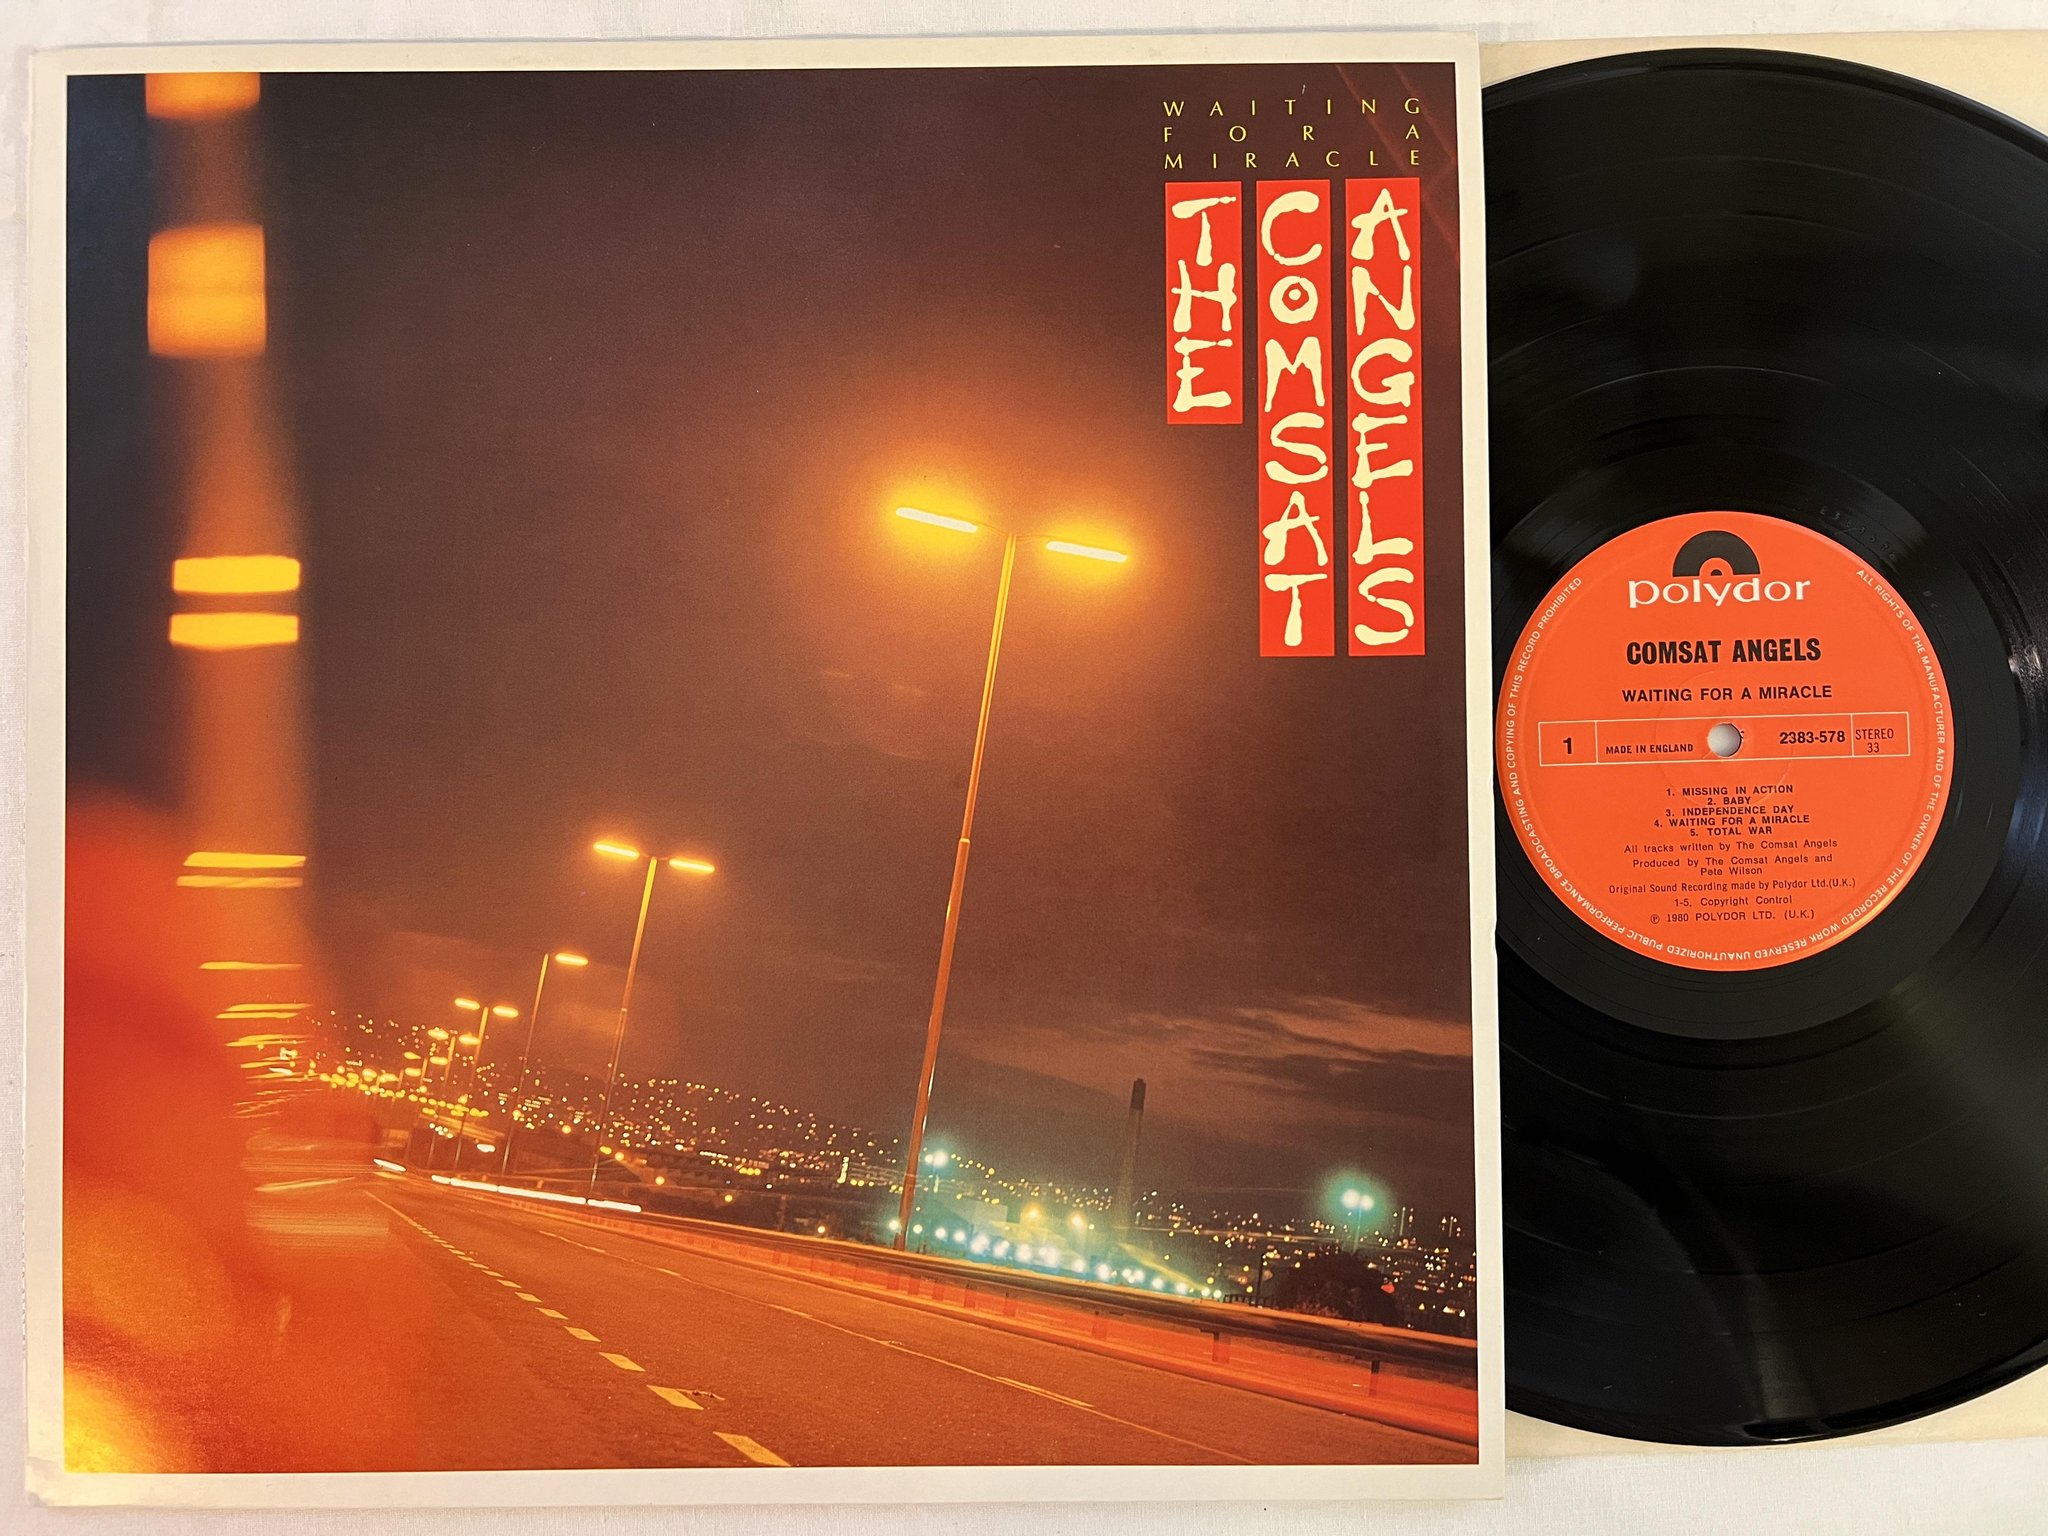 WAITING
FOR A
MIRACLE
THE
COMSAT
ANGELS
polydor
COMSAT ANGELS
WAITING FOR A MIRACLE
1 MADE IN ENGLAND 2383-578 STEREO
33
1. MISSING IN ACTION
2. BABY
3. INDEPENDENCE DAY
4. WAITING FOR A MIRACLE
5. TOTAL WAR
All tracks written by The Comsat Angels
Produced by The Comsat Angels and
Pete Wilson
Original Sound Recording made by Polydor Ltd.(U.K.)
1-5, Copyright Control
℗ 1980 POLYDOR LTD. (U.K.)
ALL RIGHTS OF THE MANUFACTURER AND OF THE OWNER OF THE RECORDED WORK RESERVED UNAUTHORIZED PUBLIC PERFORMANCE BROADCASTING AND COPYING OF THIS RECORD PROHIBITED